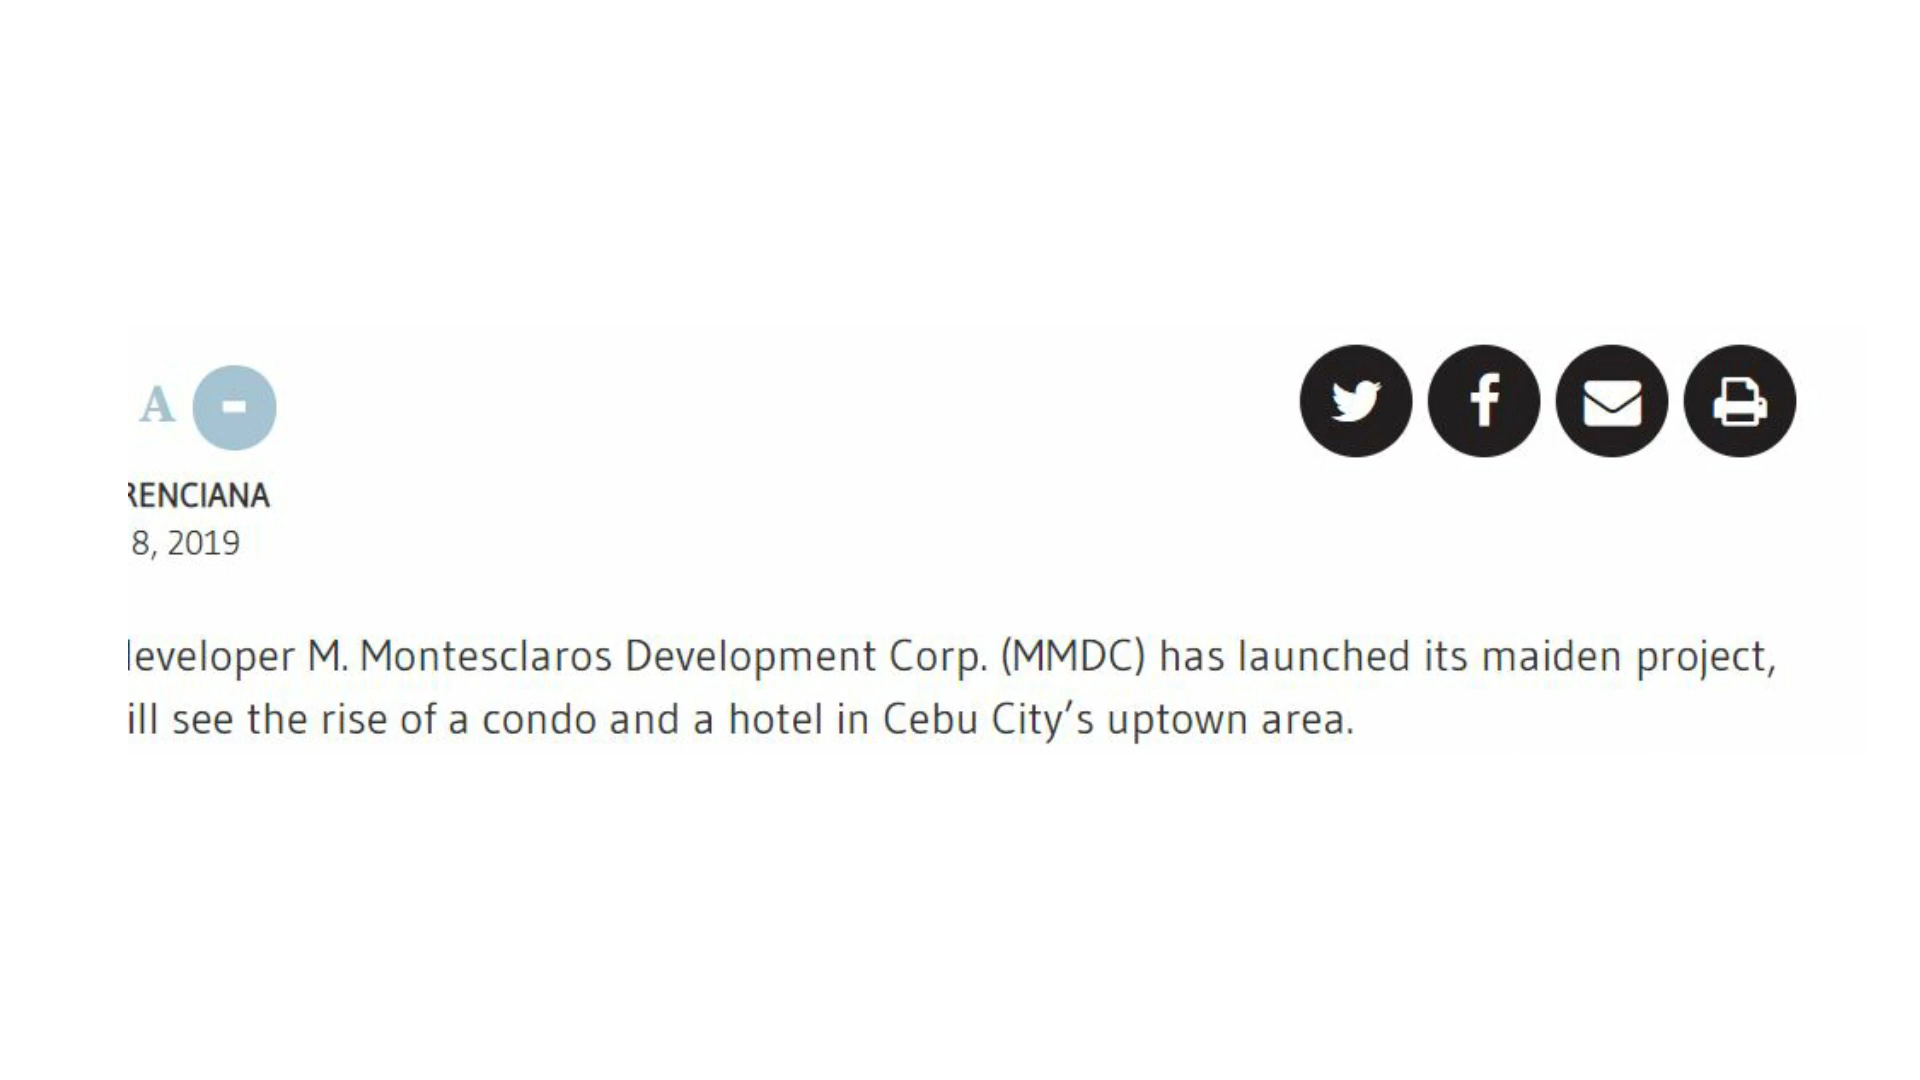 A -
RENCIANA
8, 2019
developer M. Montesclaros Development Corp. (MMDC) has launched its maiden project,
ill see the rise of a condo and a hotel in Cebu City’s uptown area.